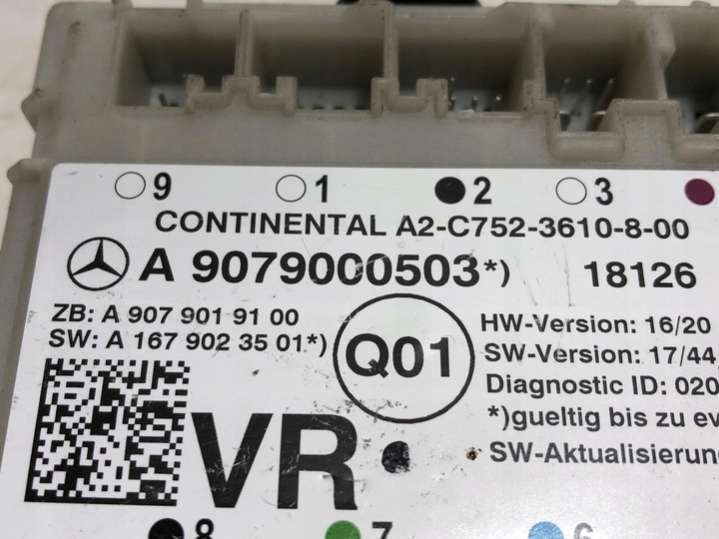 9 1 2 3
CONTINENTAL A2-C752-3610-8-00
A 9079000503*) 18126
ZB: A 907 901 91 00
SW: A 167 902 35 01*)
Q01
HW-Version: 16/20
SW-Version: 17/44,
Diagnostic ID: 020
*)gueltig bis zu ev
SW-Aktualisierun
VR
8 7 6